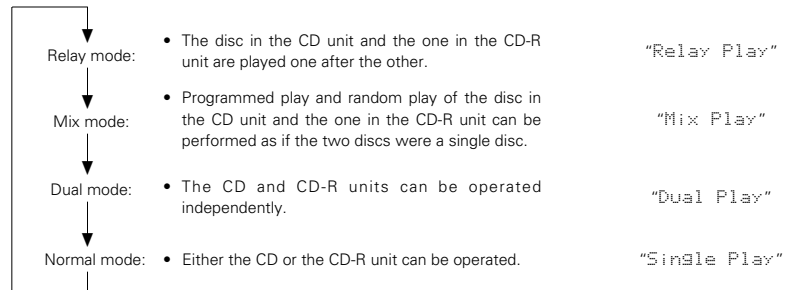 Relay mode: • The disc in the CD unit and the one in the CD-R "Relay Play"
unit are played one after the other.
Mix mode: • Programmed play and random play of the disc in
the CD unit and the one in the CD-R unit can be "Mix Play"
performed as if the two discs were a single disc.
Dual mode: • The CD and CD-R units can be operated "Dual Play"
independently.
Normal mode: • Either the CD or the CD-R unit can be operated. "Single Play"